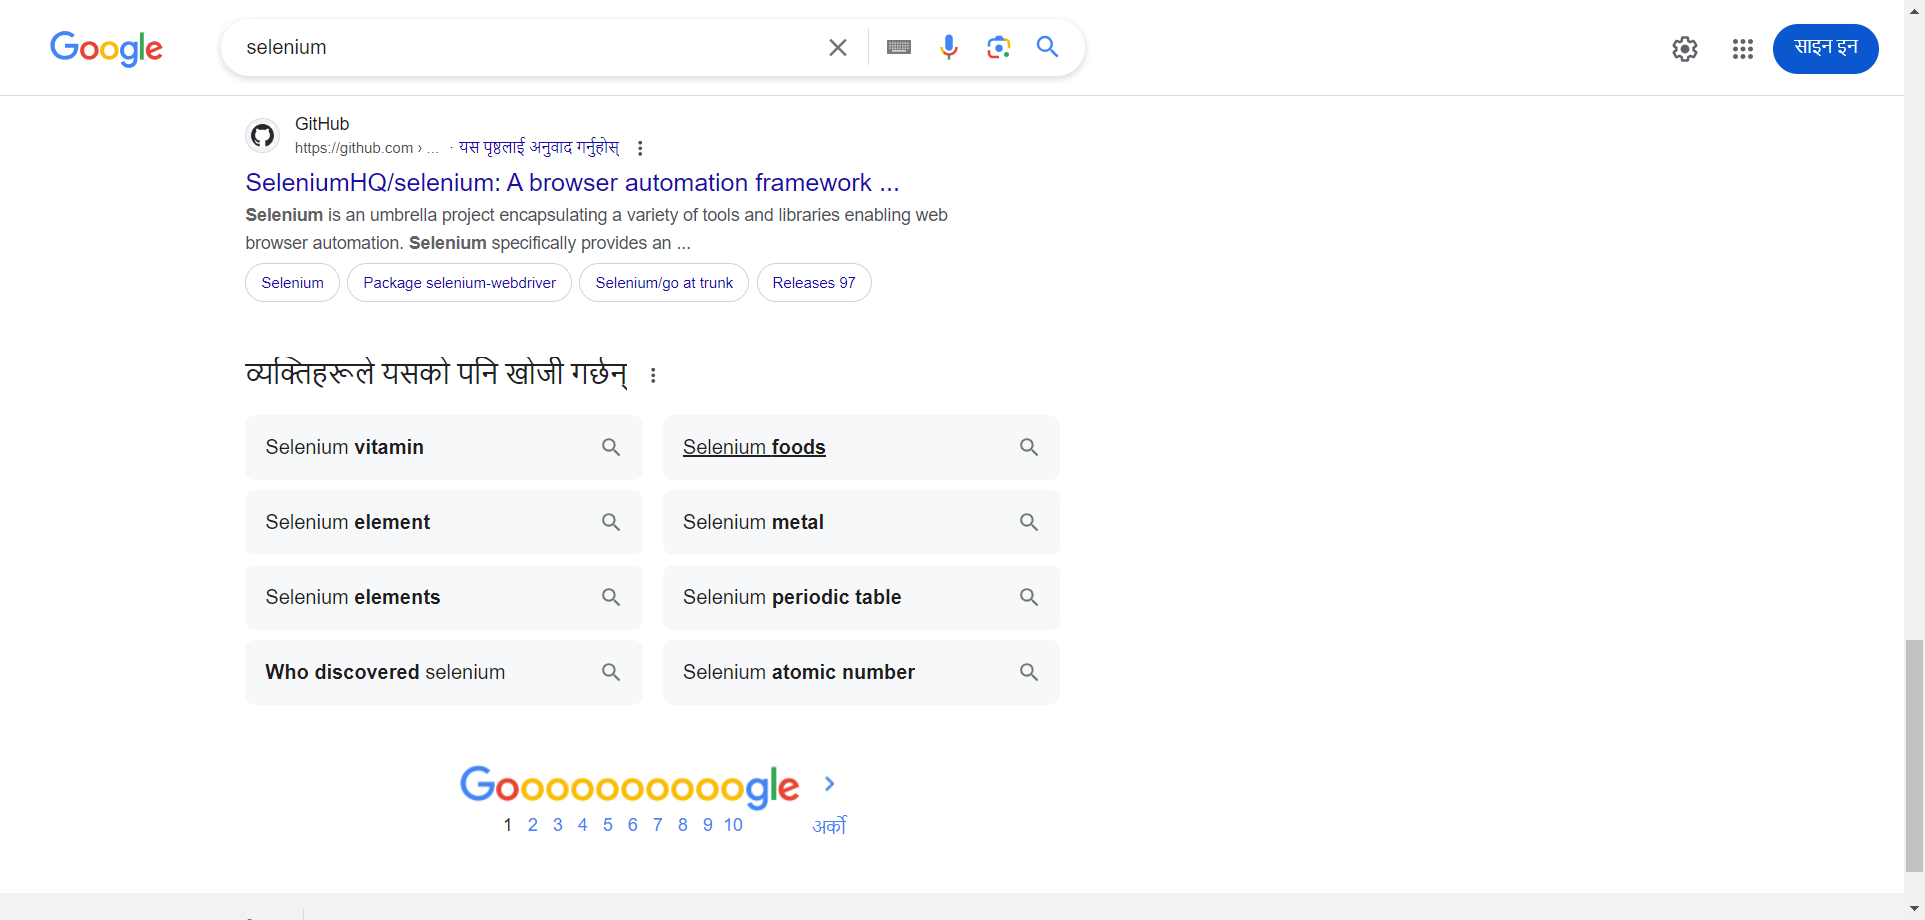 Google
selenium
साइन इन
GitHub
https://github.com › ... · यस पृष्ठलाई अनुवाद गर्नुहोस्
SeleniumHQ/selenium: A browser automation framework ...
Selenium is an umbrella project encapsulating a variety of tools and libraries enabling web
browser automation. Selenium specifically provides an ...
Selenium Package selenium-webdriver Selenium/go at trunk Releases 97
व्यक्तिहरूले यसको पनि खोजी गर्छन्
Selenium vitamin
Selenium foods
Selenium element
Selenium metal
Selenium elements
Selenium periodic table
Who discovered selenium
Selenium atomic number
Goooooooooogle
1 2 3 4 5 6 7 8 9 10 अर्को